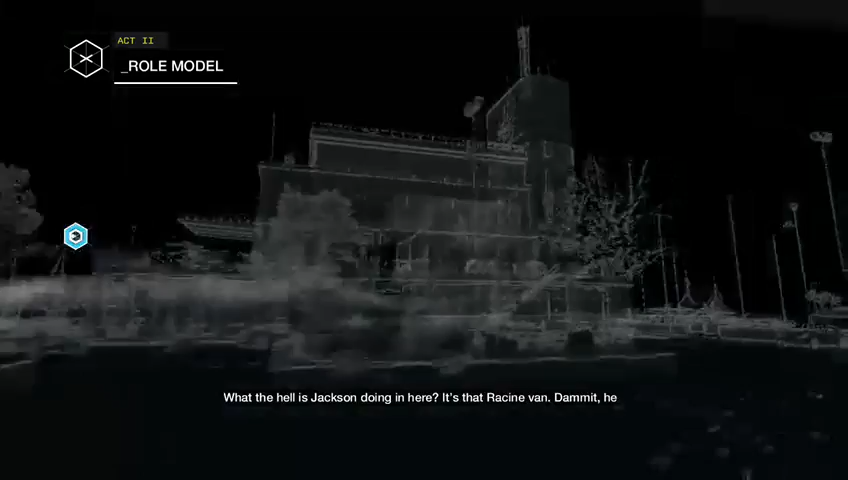 ACT II
_ROLE MODEL
What the hell is Jackson doing in here? It's that Racine van. Dammit, he